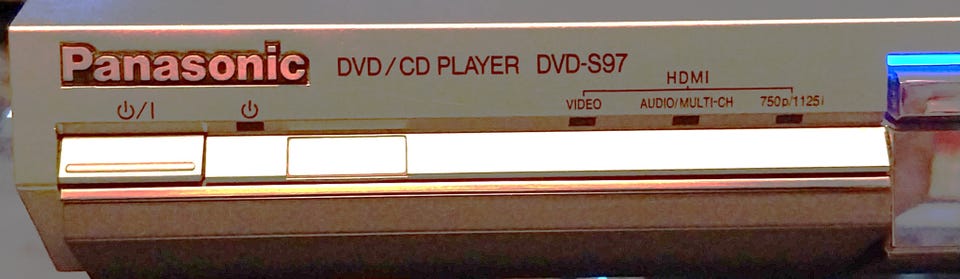 Panasonic DVD/CD PLAYER DVD-S97
HDMI
VIDEO AUDIO/MULTI-CH 750p/1125i
⏻/I ⏻